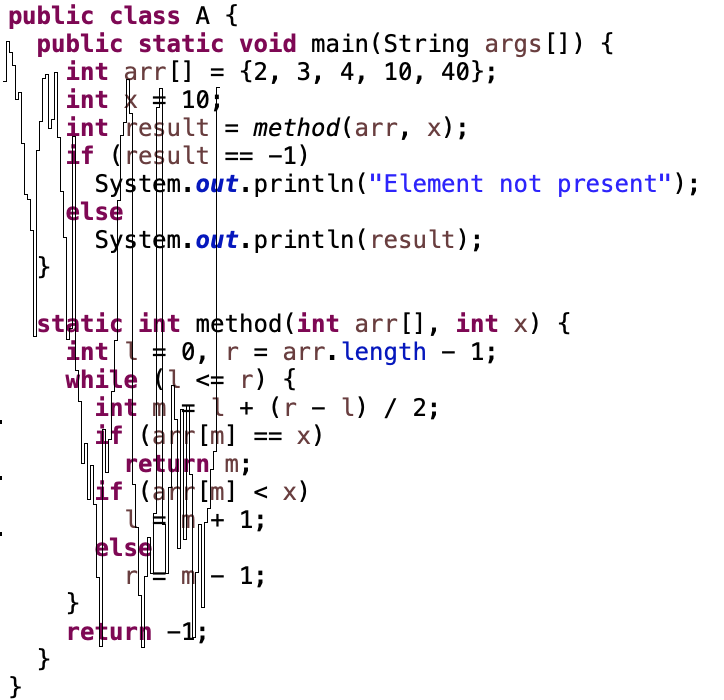 public class A {
  public static void main(String args[]) {
    int arr[] = {2, 3, 4, 10, 40};
    int x = 10;
    int result = method(arr, x);
    if (result == -1)
      System.out.println("Element not present");
    else
      System.out.println(result);
  }

  static int method(int arr[], int x) {
    int l = 0, r = arr.length - 1;
    while (l <= r) {
      int m = l + (r - l) / 2;
      if (arr[m] == x)
        return m;
      if (arr[m] < x)
        l = m + 1;
      else
        r = m - 1;
    }
    return -1;
  }
}